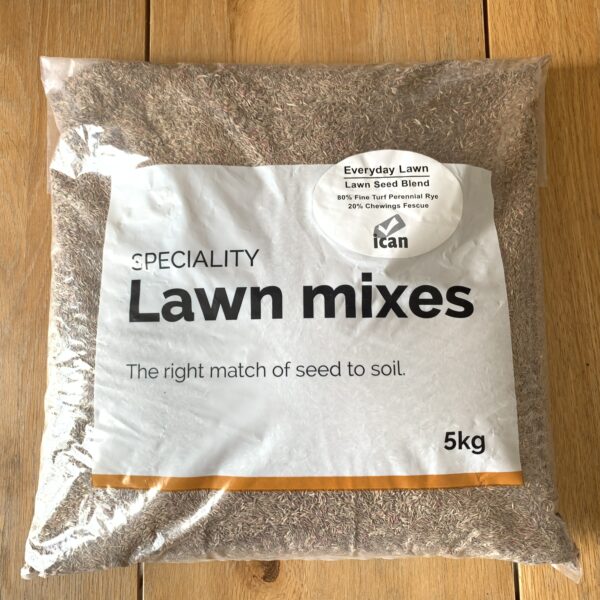 Everyday Lawn
Lawn Seed Blend
80% Fine Turf Perennial Rye
20% Chewings Fescue
ican
SPECIALITY
Lawn mixes
The right match of seed to soil.
5kg